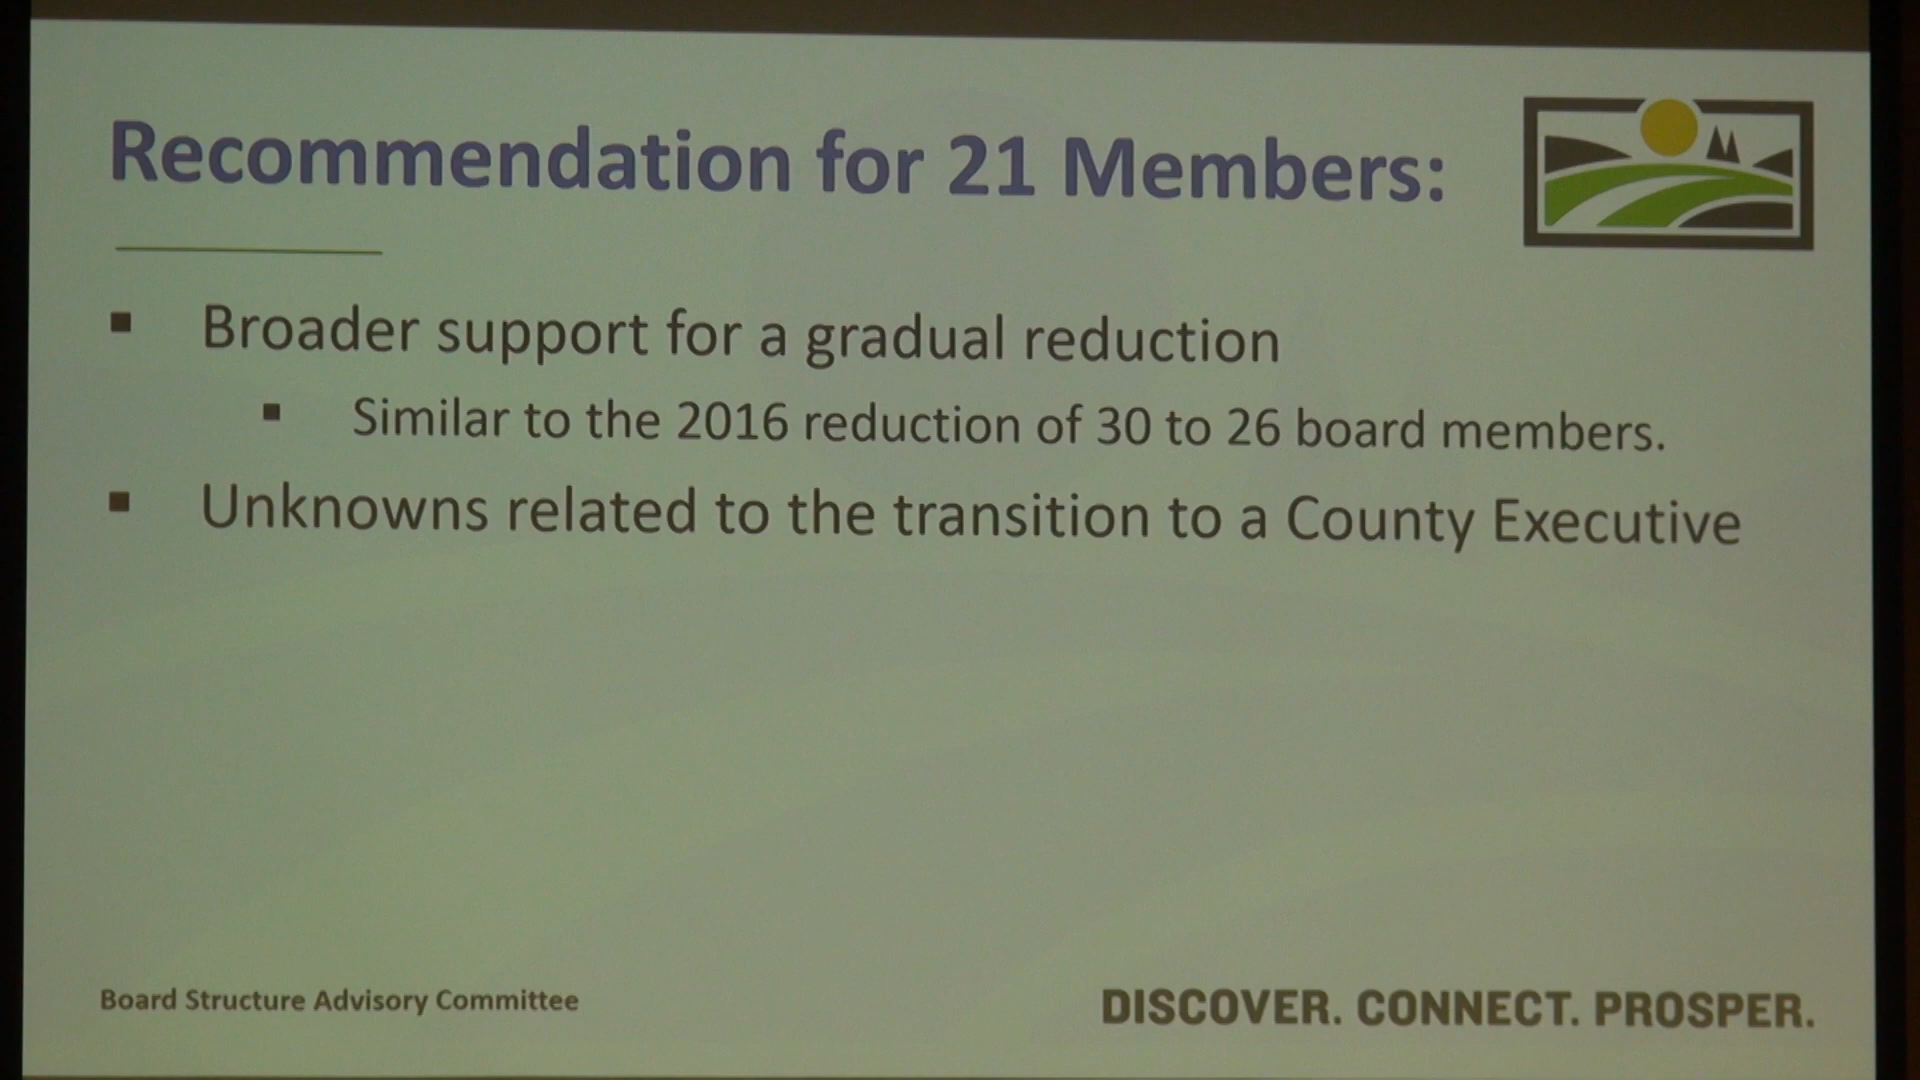 Recommendation for 21 Members:
Broader support for a gradual reduction
Similar to the 2016 reduction of 30 to 26 board members.
Unknowns related to the transition to a County Executive
Board Structure Advisory Committee
DISCOVER. CONNECT. PROSPER.